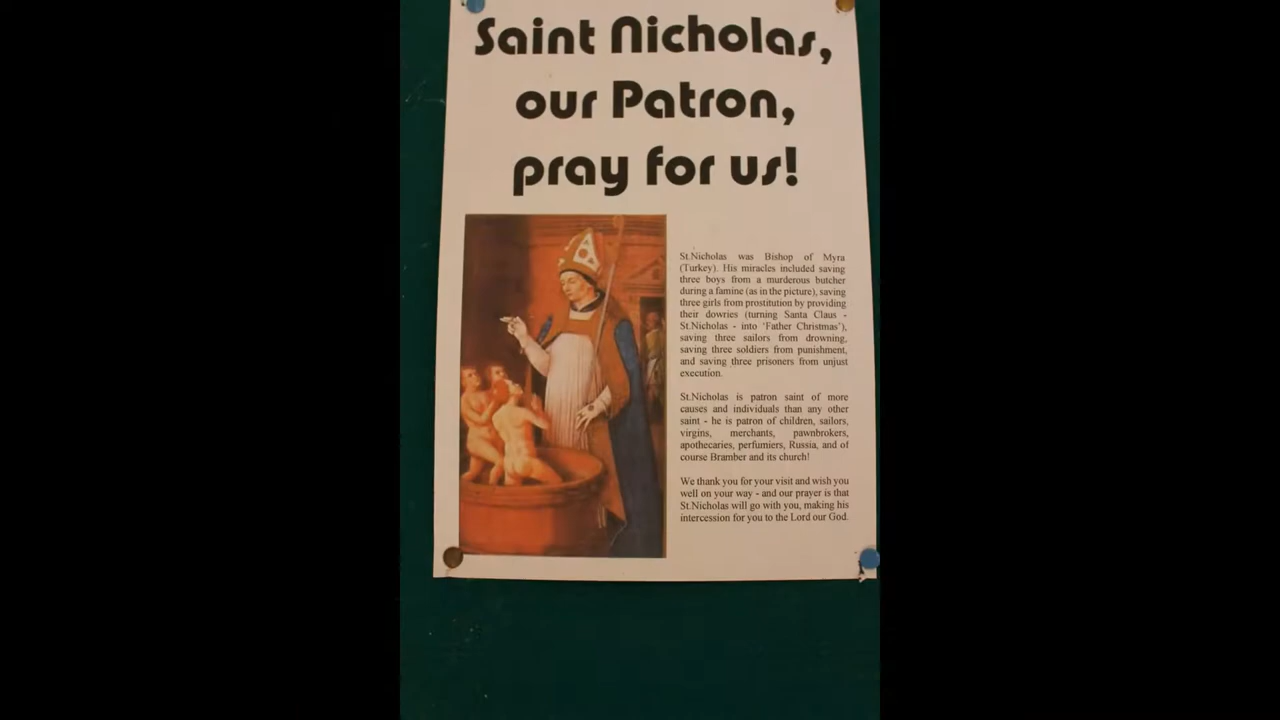 Saint Nicholas,
our Patron,
pray for us!
St.Nicholas was Bishop of Myra
(Turkey). His miracles included saving
three boys from a murderous butcher
during a famine (as in the picture), saving
three girls from prostitution by providing
their dowries (turning Santa Claus -
St.Nicholas - into 'Father Christmas'),
saving three sailors from drowning,
saving three soldiers from punishment,
and saving three prisoners from unjust
execution.
St.Nicholas is patron saint of more
causes and individuals than any other
saint - he is patron of children, sailors,
virgins, merchants, pawnbrokers,
apothecaries, perfumiers, Russia, and of
course Bramber and its church!
We thank you for your visit and wish you
well on your way - and our prayer is that
St.Nicholas will go with you, making his
intercession for you to the Lord our God.